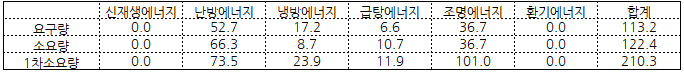 신재생에너지 난방에너지 냉방에너지 급탕에너지 조명에너지 환기에너지 합계
요구량 0.0 52.7 17.2 6.6 36.7 0.0 113.2
소요량 0.0 66.3 8.7 10.7 36.7 0.0 122.4
1차소요량 0.0 73.5 23.9 11.9 101.0 0.0 210.3